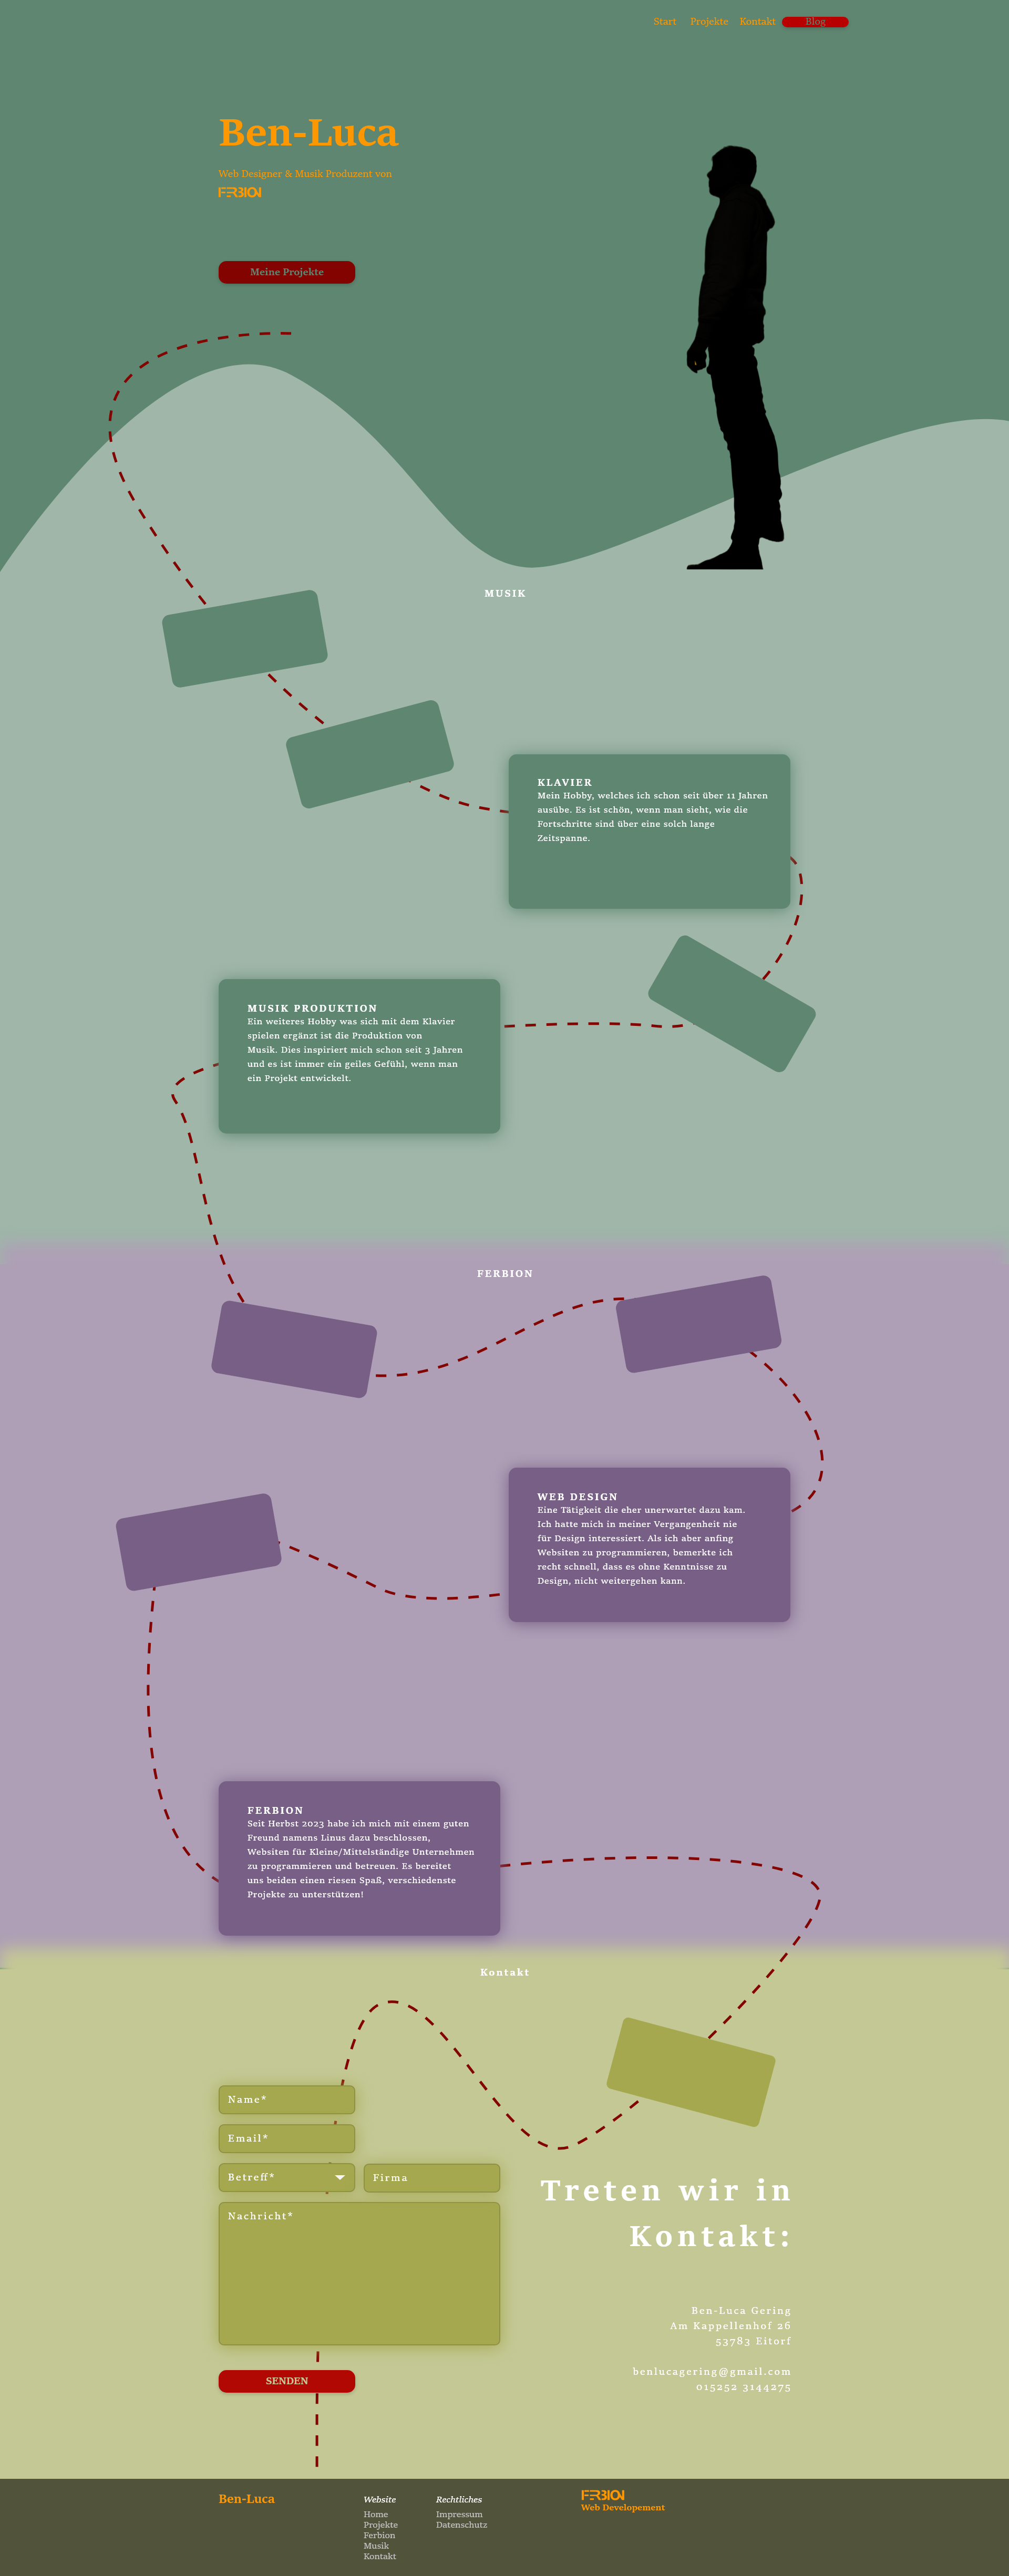 Start Projekte Kontakt Blog
Ben-Luca
Web Designer & Musik Produzent von
FERBION
Meine Projekte
MUSIK
KLAVIER
Mein Hobby, welches ich schon seit über 11 Jahren
ausübe. Es ist schön, wenn man sieht, wie die
Fortschritte sind über eine solch lange
Zeitspanne.
MUSIK PRODUKTION
Ein weiteres Hobby was sich mit dem Klavier
spielen ergänzt ist die Produktion von
Musik. Dies inspiriert mich schon seit 3 Jahren
und es ist immer ein geiles Gefühl, wenn man
ein Projekt entwickelt.
FERBION
WEB DESIGN
Eine Tätigkeit die eher unerwartet dazu kam.
Ich hatte mich in meiner Vergangenheit nie
für Design interessiert. Als ich aber anfing
Websiten zu programmieren, bemerkte ich
recht schnell, dass es ohne Kenntnisse zu
Design, nicht weitergehen kann.
FERBION
Seit Herbst 2023 habe ich mich mit einem guten
Freund namens Linus dazu beschlossen,
Websiten für Kleine/Mittelständige Unternehmen
zu programmieren und betreuen. Es bereitet
uns beiden einen riesen Spaß, verschiedenste
Projekte zu unterstützen!
Kontakt
Name*
Email*
Betreff*
Firma
Nachricht*
SENDEN
Treten wir in
Kontakt:
Ben-Luca Gering
Am Kappellenhof 26
53783 Eitorf
benlucagering@gmail.com
015252 3144275
Ben-Luca
Website
Home
Projekte
Ferbion
Musik
Kontakt
Rechtliches
Impressum
Datenschutz
FERBION
Web Developement